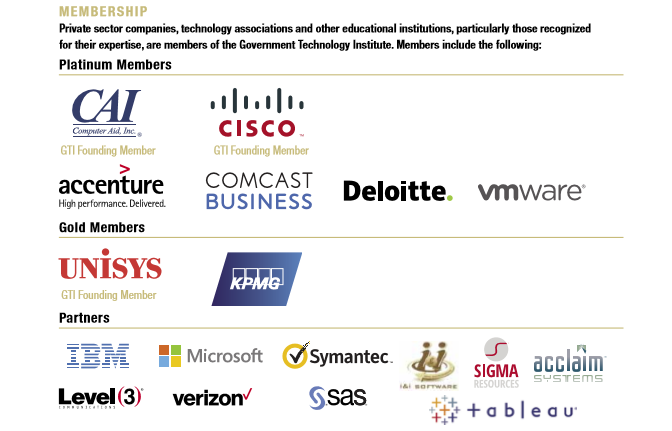 MEMBERSHIP
Private sector companies, technology associations and other educational institutions, particularly those recognized
for their expertise, are members of the Government Technology Institute. Members include the following:
Platinum Members
CAI
Computer Aid, Inc.®
GTI Founding Member
CISCO™
GTI Founding Member
accenture
High performance. Delivered.
COMCAST
BUSINESS
Deloitte.
vmware®
Gold Members
UNiSYS
GTI Founding Member
KPMG
Partners
IBM
Microsoft
Symantec™
i&i SOFTWARE
SIGMA
RESOURCES
acclaim
SYSTEMS
Level(3)®
COMMUNICATIONS
verizon
sas
tableau